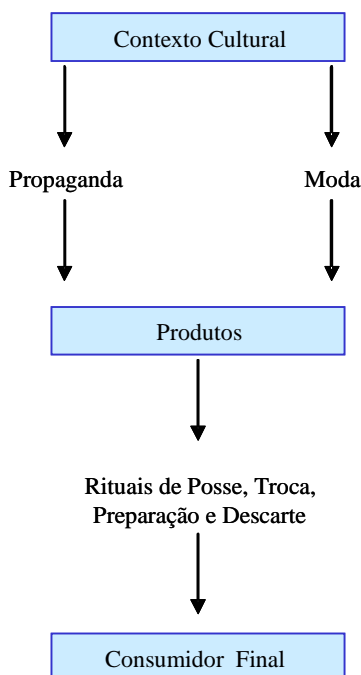 Contexto Cultural
Propaganda
Moda
Produtos
Rituais de Posse, Troca,
Preparação e Descarte
Consumidor Final